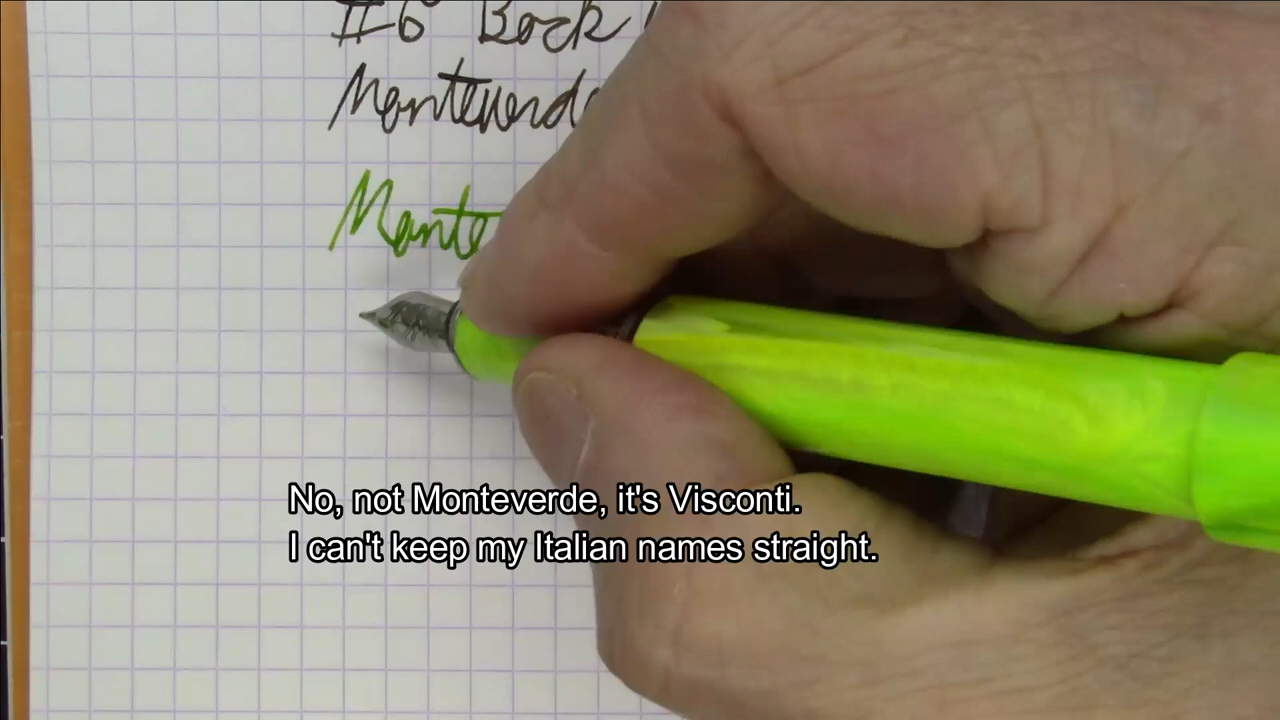 #6 Bock
Monteverde
Monte
No, not Monteverde, it's Visconti.
I can't keep my Italian names straight.